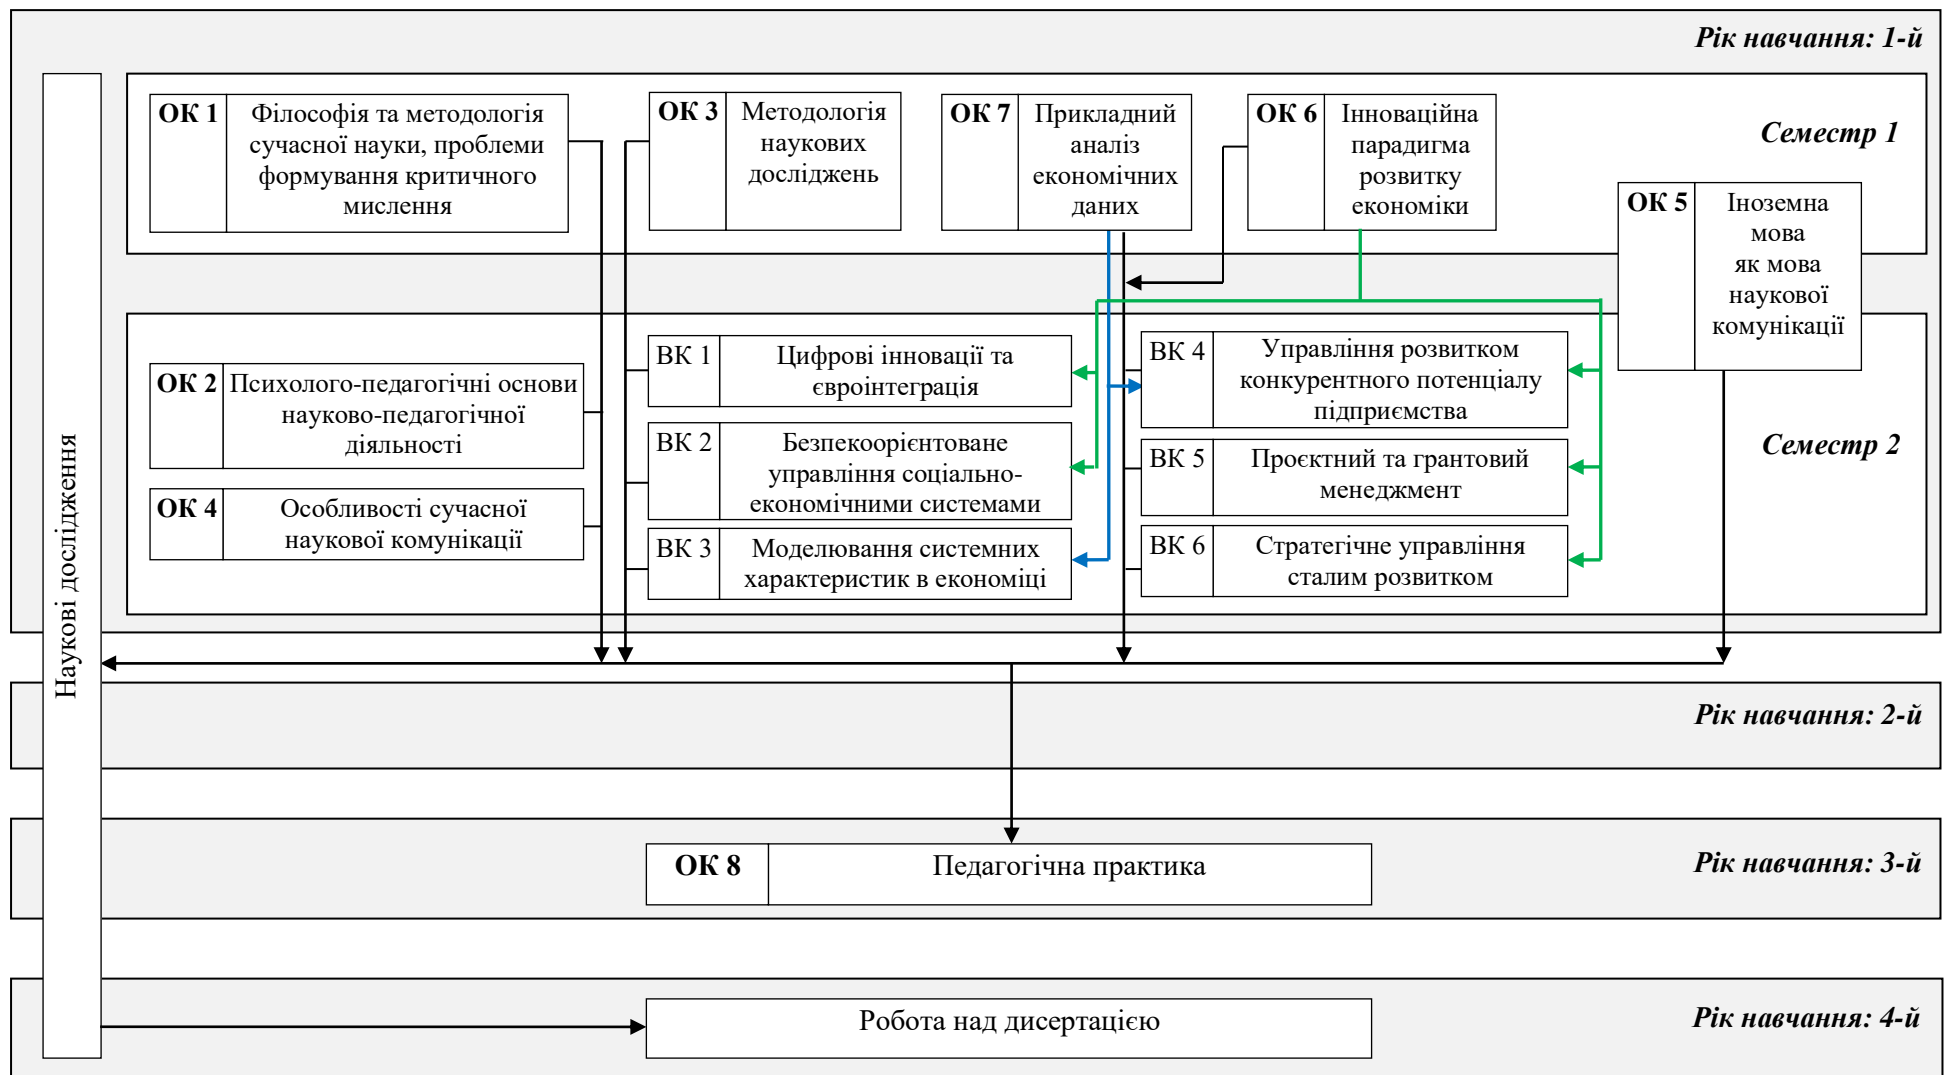 Рік навчання: 1-й
ОК 1
Філософія та методологія
сучасної науки, проблеми
формування критичного
мислення
ОК 3
Методологія
наукових
досліджень
ОК 7
Прикладний
аналіз
економічних
даних
ОК 6
Інноваційна
парадигма
розвитку
економіки
Семестр 1
ОК 5
Іноземна
мова
як мова
наукової
комунікації
ОК 2
Психолого-педагогічні основи
науково-педагогічної
діяльності
ОК 4
Особливості сучасної
наукової комунікації
ВК 1
Цифрові інновації та
євроінтеграція
ВК 2
Безпекоорієнтоване
управління соціально-
економічними системами
ВК 3
Моделювання системних
характеристик в економіці
ВК 4
Управління розвитком
конкурентного потенціалу
підприємства
ВК 5
Проєктний та грантовий
менеджмент
ВК 6
Стратегічне управління
сталим розвитком
Семестр 2
Наукові дослідження
Рік навчання: 2-й
ОК 8
Педагогічна практика
Рік навчання: 3-й
Робота над дисертацією
Рік навчання: 4-й